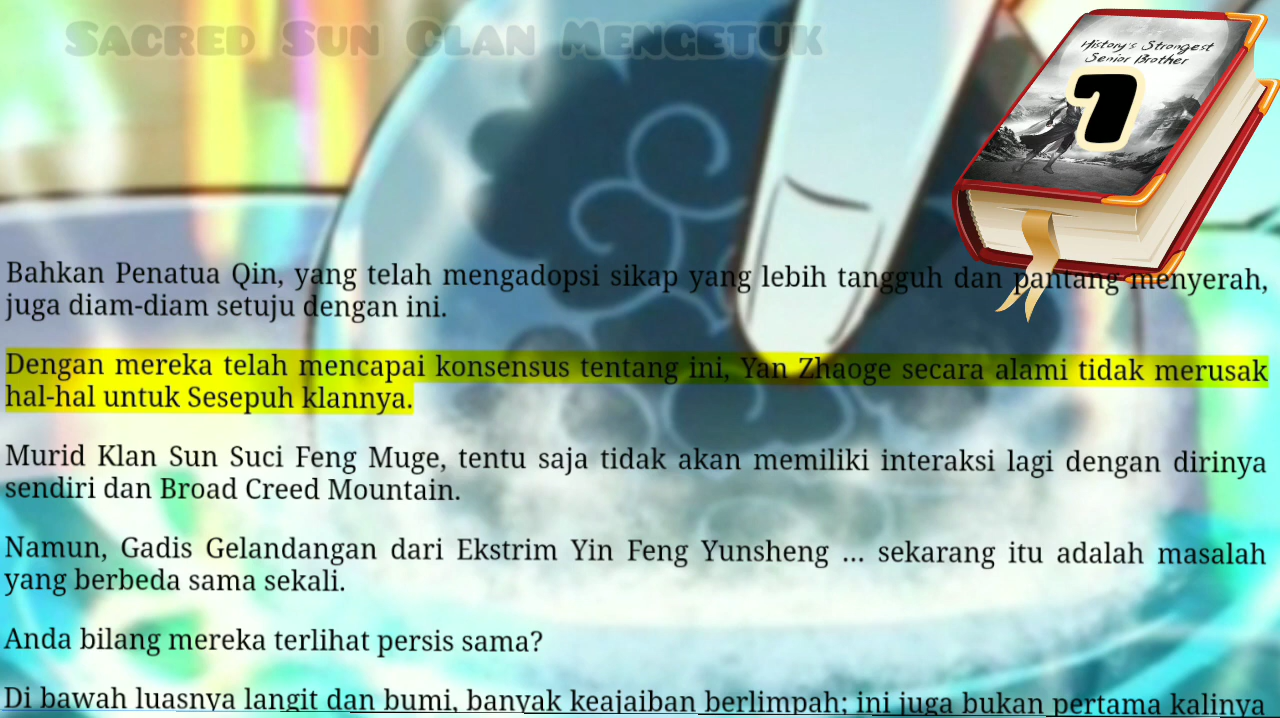 Sacred Sun Clan Mengetuk
History's Strongest
Senior Brother
7
Bahkan Penatua Qin, yang telah mengadopsi sikap yang lebih tangguh dan pantang menyerah,
juga diam-diam setuju dengan ini.
Dengan mereka telah mencapai konsensus tentang ini, Yan Zhaoge secara alami tidak merusak
hal-hal untuk Sesepuh klannya.
Murid Klan Sun Suci Feng Muge, tentu saja tidak akan memiliki interaksi lagi dengan dirinya
sendiri dan Broad Creed Mountain.
Namun, Gadis Gelandangan dari Ekstrim Yin Feng Yunsheng ... sekarang itu adalah masalah
yang berbeda sama sekali.
Anda bilang mereka terlihat persis sama?
Di bawah luasnya langit dan bumi, banyak keajaiban berlimpah; ini juga bukan pertama kalinya